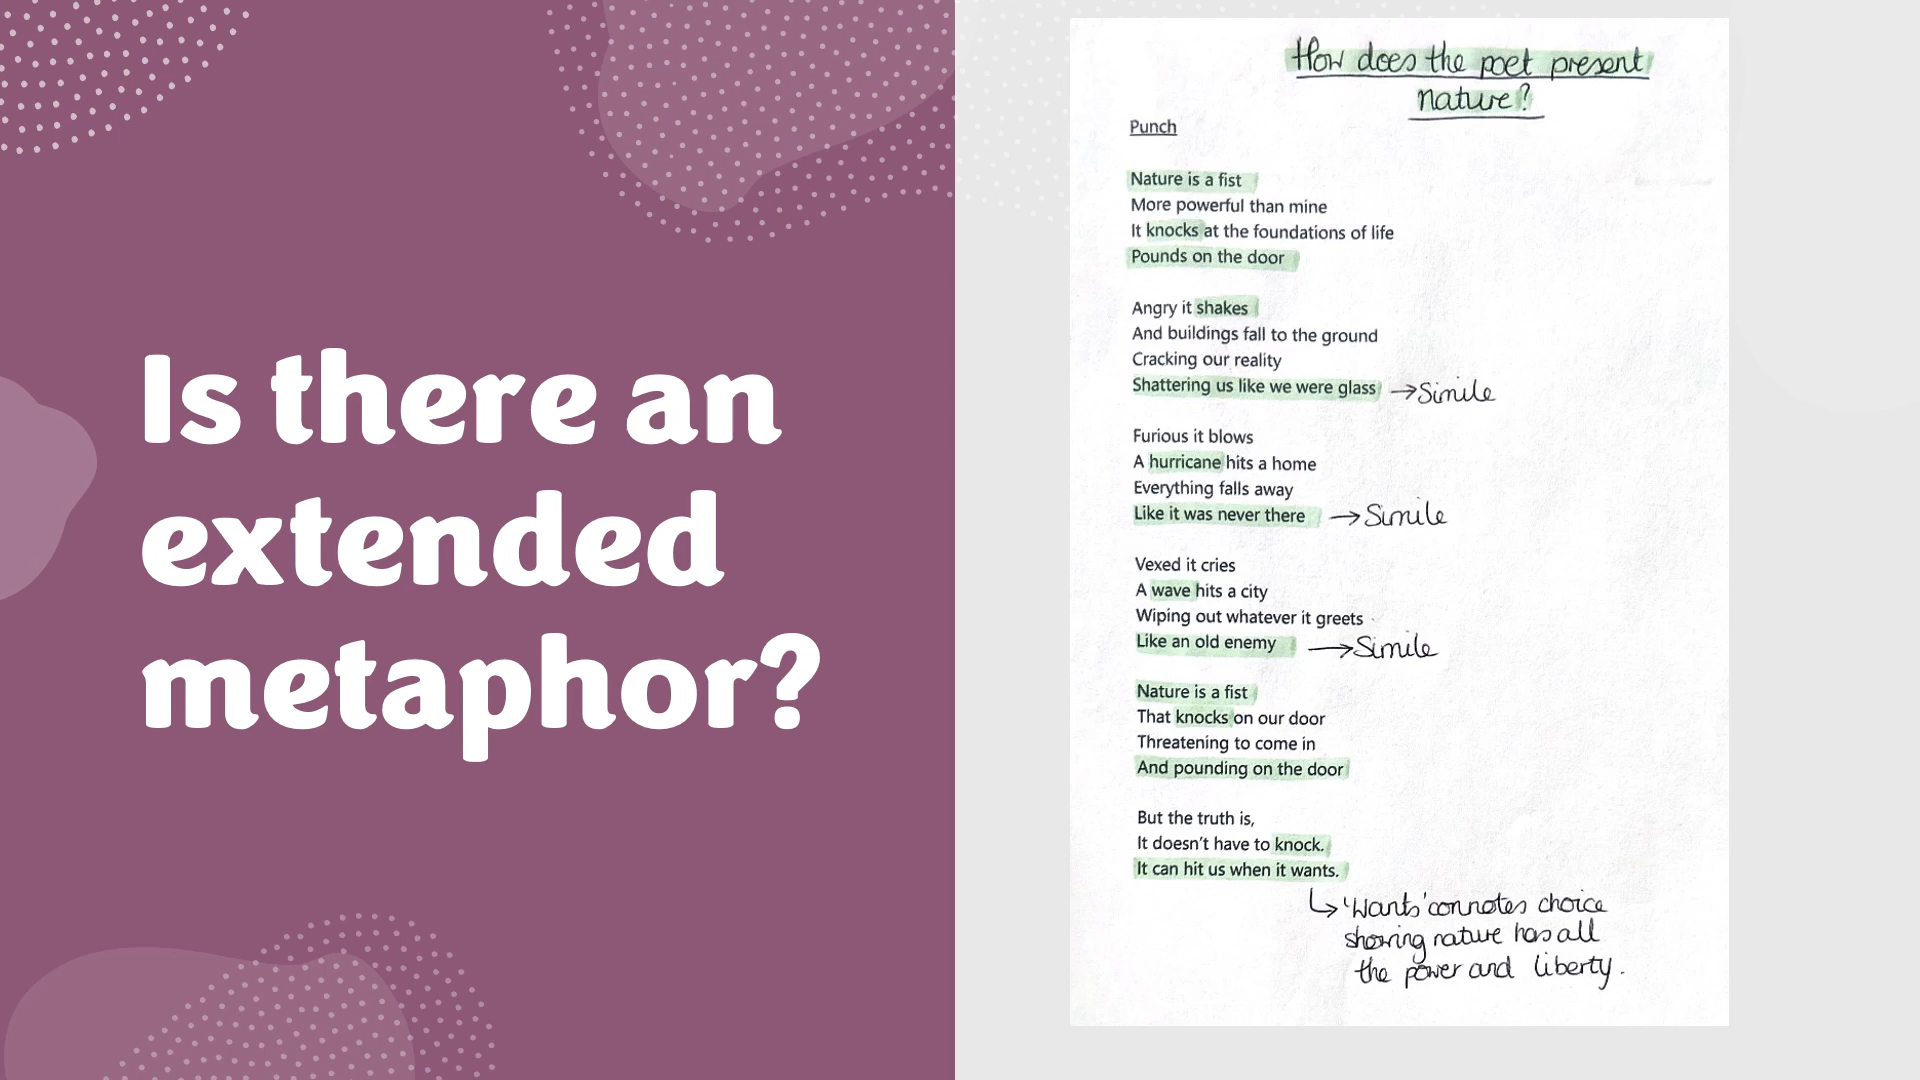 Is there an
extended
metaphor?
How does the poet present
nature?
Punch
Nature is a fist
More powerful than mine
It knocks at the foundations of life
Pounds on the door
Angry it shakes
And buildings fall to the ground
Cracking our reality
Shattering us like we were glass →Simile
Furious it blows
A hurricane hits a home
Everything falls away
Like it was never there →Simile
Vexed it cries
A wave hits a city
Wiping out whatever it greets
Like an old enemy →Simile
Nature is a fist
That knocks on our door
Threatening to come in
And pounding on the door
But the truth is,
It doesn't have to knock.
It can hit us when it wants.
↳ 'Wants' connotes choice
showing nature has all
the power and liberty.